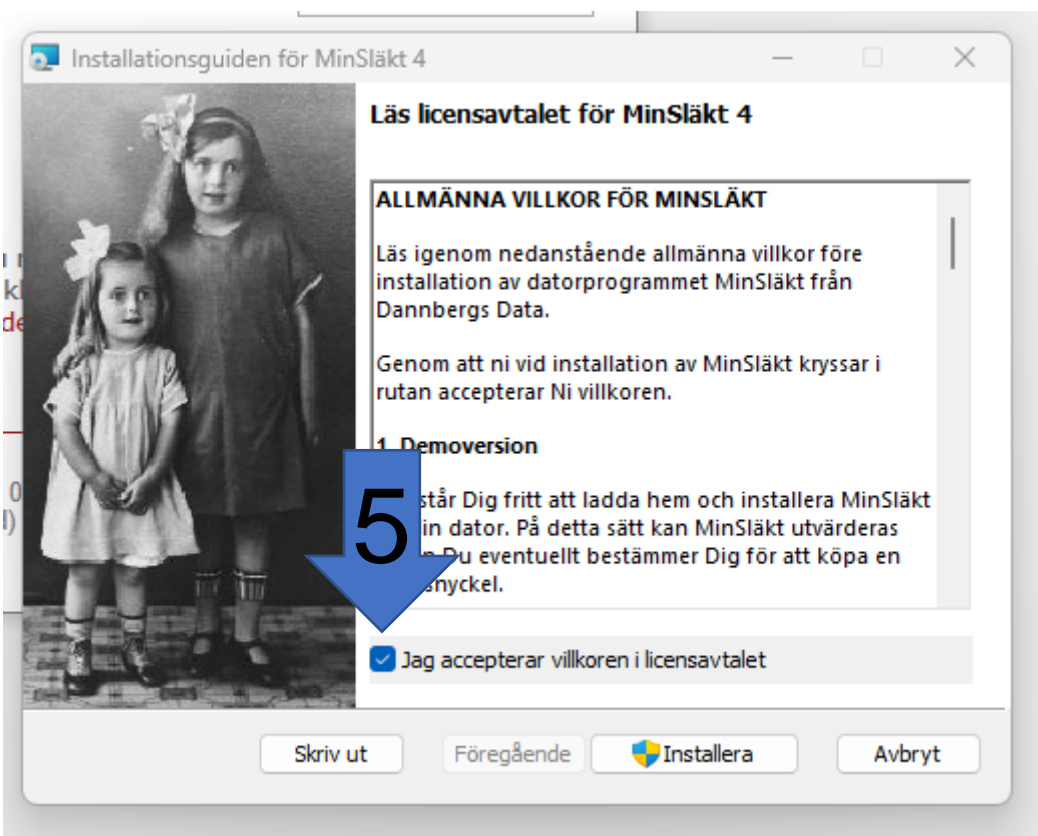 Installationsguiden för MinSläkt 4
Läs licensavtalet för MinSläkt 4
ALLMÄNNA VILLKOR FÖR MINSLÄKT
Läs igenom nedanstående allmänna villkor före
installation av datorprogrammet MinSläkt från
Dannbergs Data.
Genom att ni vid installation av MinSläkt kryssar i
rutan accepterar Ni villkoren.
1 Demoversion
står Dig fritt att ladda hem och installera MinSläkt
in dator. På detta sätt kan MinSläkt utvärderas
Du eventuellt bestämmer Dig för att köpa en
snyckel.
5
Jag accepterar villkoren i licensavtalet
Skriv ut
Föregående
Installera
Avbryt